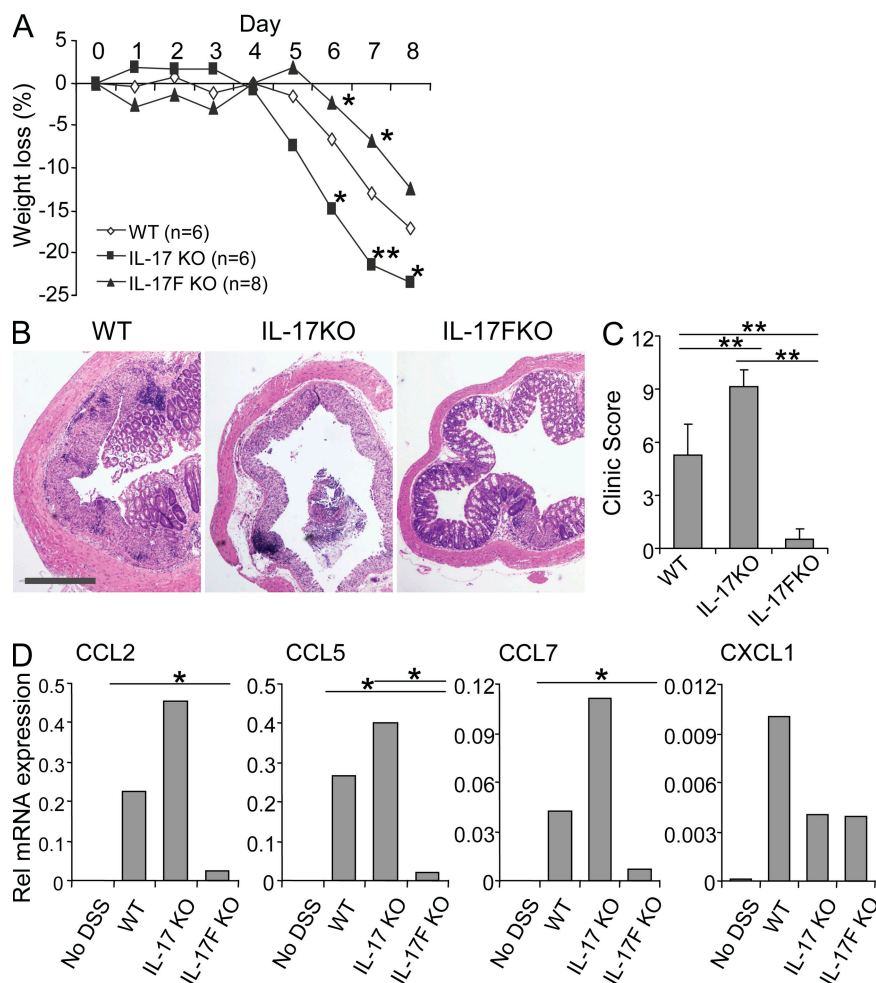 A
Day
0 1 2 3 4 5 6 7 8
Weight loss (%)
5
0
-5
-10
-15
-20
-25
*
*
*
**
*
WT (n=6)
IL-17 KO (n=6)
IL-17F KO (n=8)
B
WT
IL-17KO
IL-17FKO
C
Clinic Score
12
9
6
3
0
**
**
**
WT
IL-17KO
IL-17FKO
D
Rel mRNA expression
CCL2
0.5
0.4
0.3
0.2
0.1
0
*
No DSS
WT
IL-17 KO
IL-17F KO
CCL5
0.5
0.4
0.3
0.2
0.1
0
*
*
No DSS
WT
IL-17 KO
IL-17F KO
CCL7
0.12
0.09
0.06
0.03
0
*
No DSS
WT
IL-17 KO
IL-17F KO
CXCL1
0.012
0.009
0.006
0.003
0
No DSS
WT
IL-17 KO
IL-17F KO